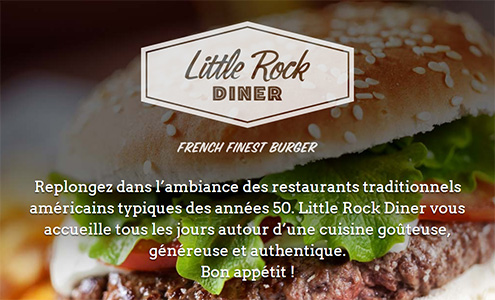 Little Rock
DINER
FRENCH FINEST BURGER
Replongez dans l'ambiance des restaurants traditionnels
américains typiques des années 50. Little Rock Diner vous
accueille tous les jours autour d'une cuisine goûteuse,
généreuse et authentique.
Bon appétit !